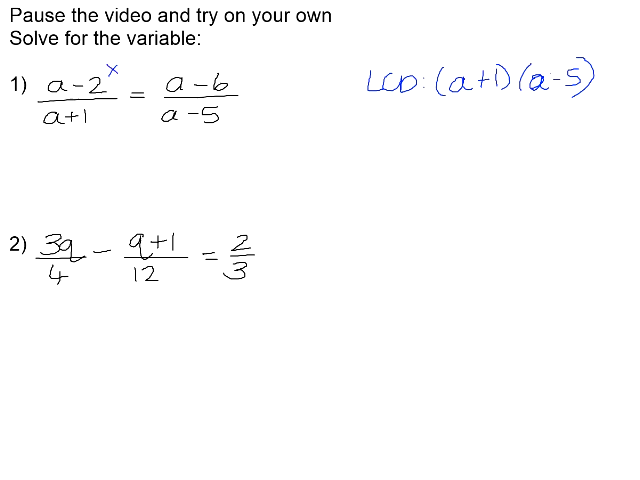 Pause the video and try on your own
Solve for the variable:
1) (a-2)/(a+1) = (a-6)/(a-5) x LCD: (a+1)(a-5)
2) 3q/4 - (q+1)/12 = 2/3